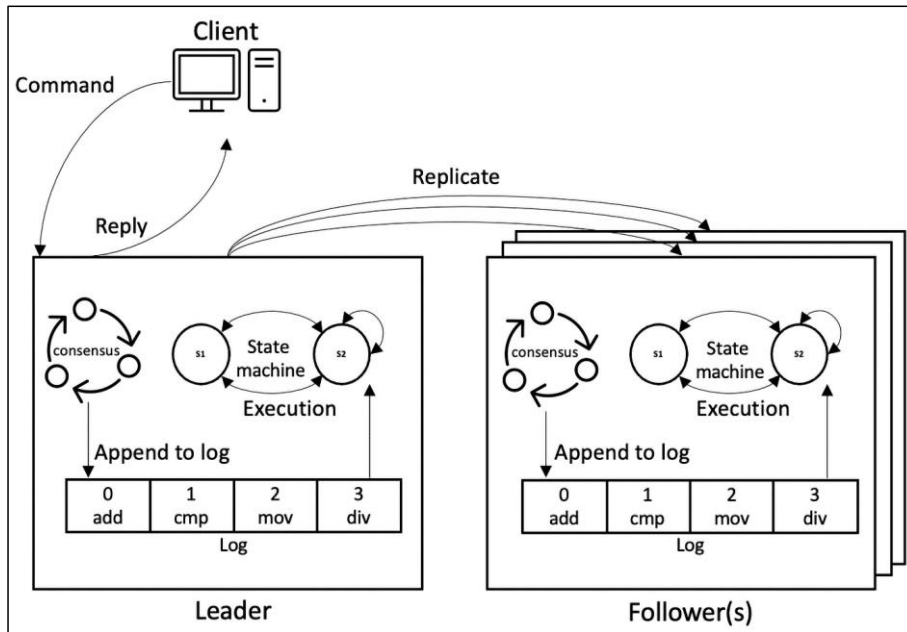 Client
Command
Replicate
Reply
consensus
S1
S2
State
machine
Execution
Append to log
0 1 2 3
add cmp mov div
Log
Leader
consensus
S1
S2
State
machine
Execution
Append to log
0 1 2 3
add cmp mov div
Log
Follower(s)